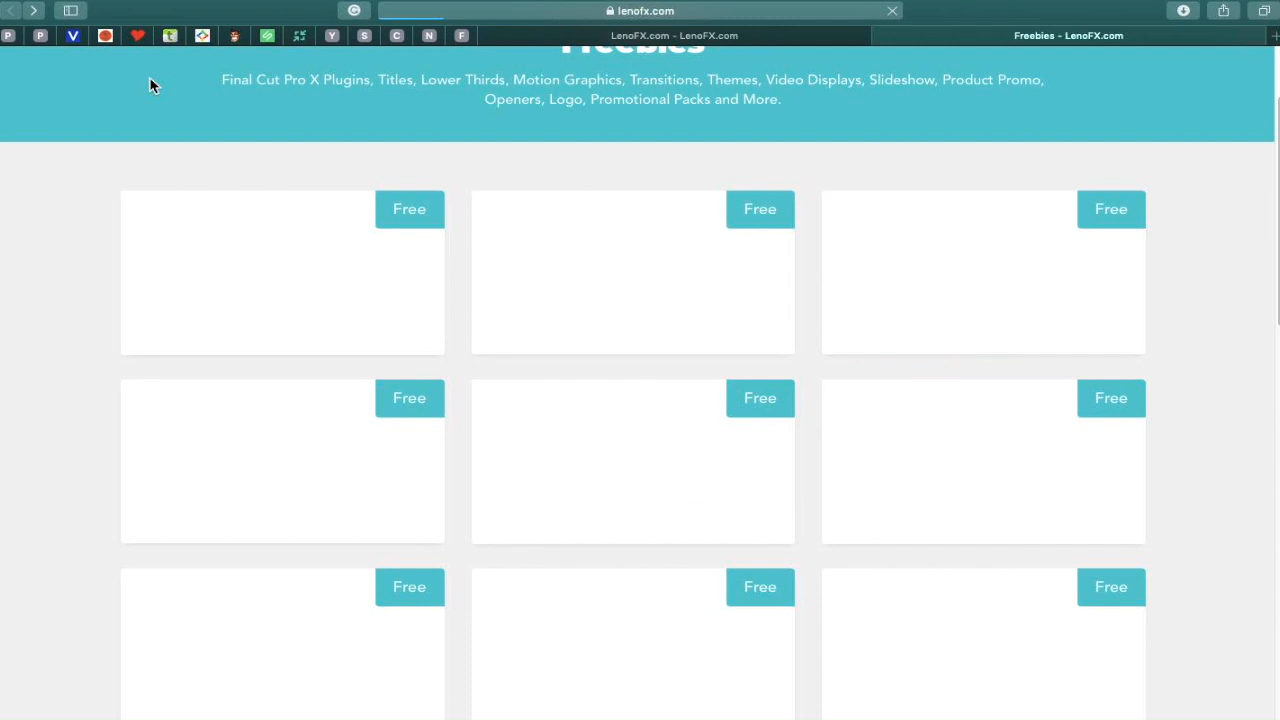 lenofx.com
P P V t Y S C N F LenoFX.com - LenoFX.com Freebies - LenoFX.com
Freebies
Final Cut Pro X Plugins, Titles, Lower Thirds, Motion Graphics, Transitions, Themes, Video Displays, Slideshow, Product Promo,
Openers, Logo, Promotional Packs and More.
Free Free Free
Free Free Free
Free Free Free